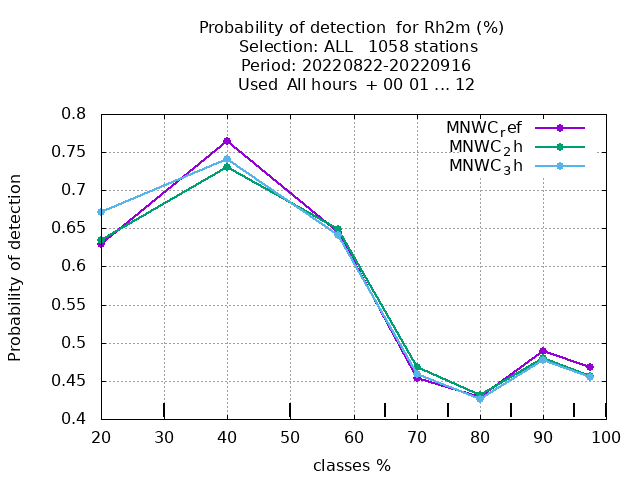 Probability of detection for Rh2m (%)
Selection: ALL 1058 stations
Period: 20220822-20220916
Used All hours + 00 01 ... 12
MNWC_ref
MNWC_2h
MNWC_3h
Probability of detection
0.8
0.75
0.7
0.65
0.6
0.55
0.5
0.45
0.4
20 30 40 50 60 70 80 90 100
classes %